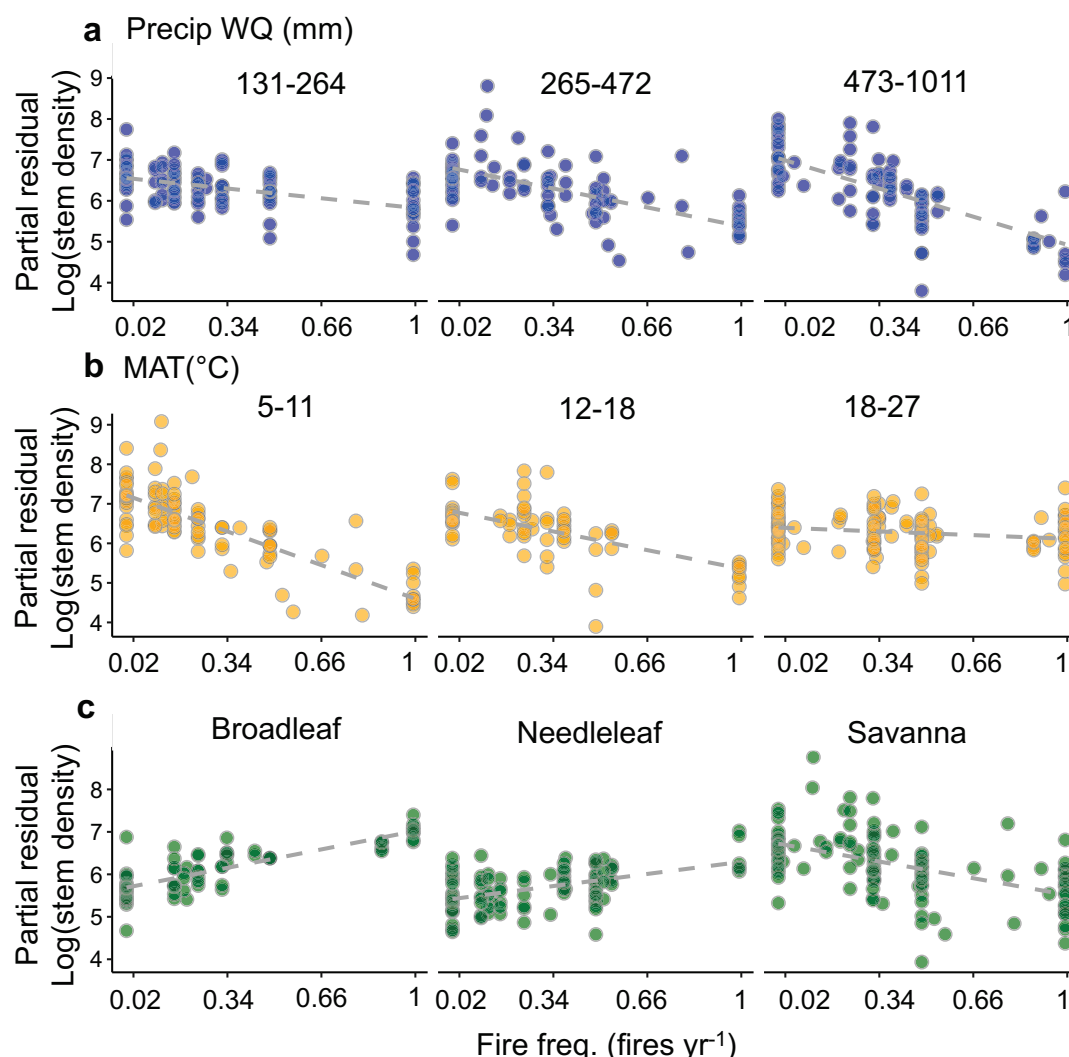 a Precip WQ (mm)
131-264 265-472 473-1011
Partial residual
Log(stem density)
9
8
7
6
5
4
0.02 0.34 0.66 1 0.02 0.34 0.66 1 0.02 0.34 0.66 1
b MAT(°C)
5-11 12-18 18-27
Partial residual
Log(stem density)
9
8
7
6
5
4
0.02 0.34 0.66 1 0.02 0.34 0.66 1 0.02 0.34 0.66 1
c
Broadleaf Needleleaf Savanna
Partial residual
Log(stem density)
8
7
6
5
4
0.02 0.34 0.66 1 0.02 0.34 0.66 1 0.02 0.34 0.66 1
Fire freq. (fires yr⁻¹)